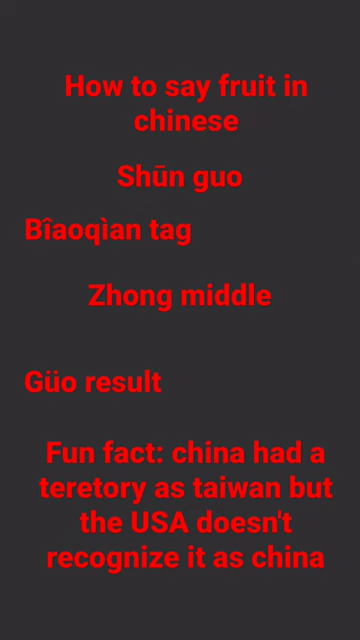 How to say fruit in
chinese
Shūn guo
Bîaoqìan tag
Zhong middle
Güo result
Fun fact: china had a
teretory as taiwan but
the USA doesn't
recognize it as china